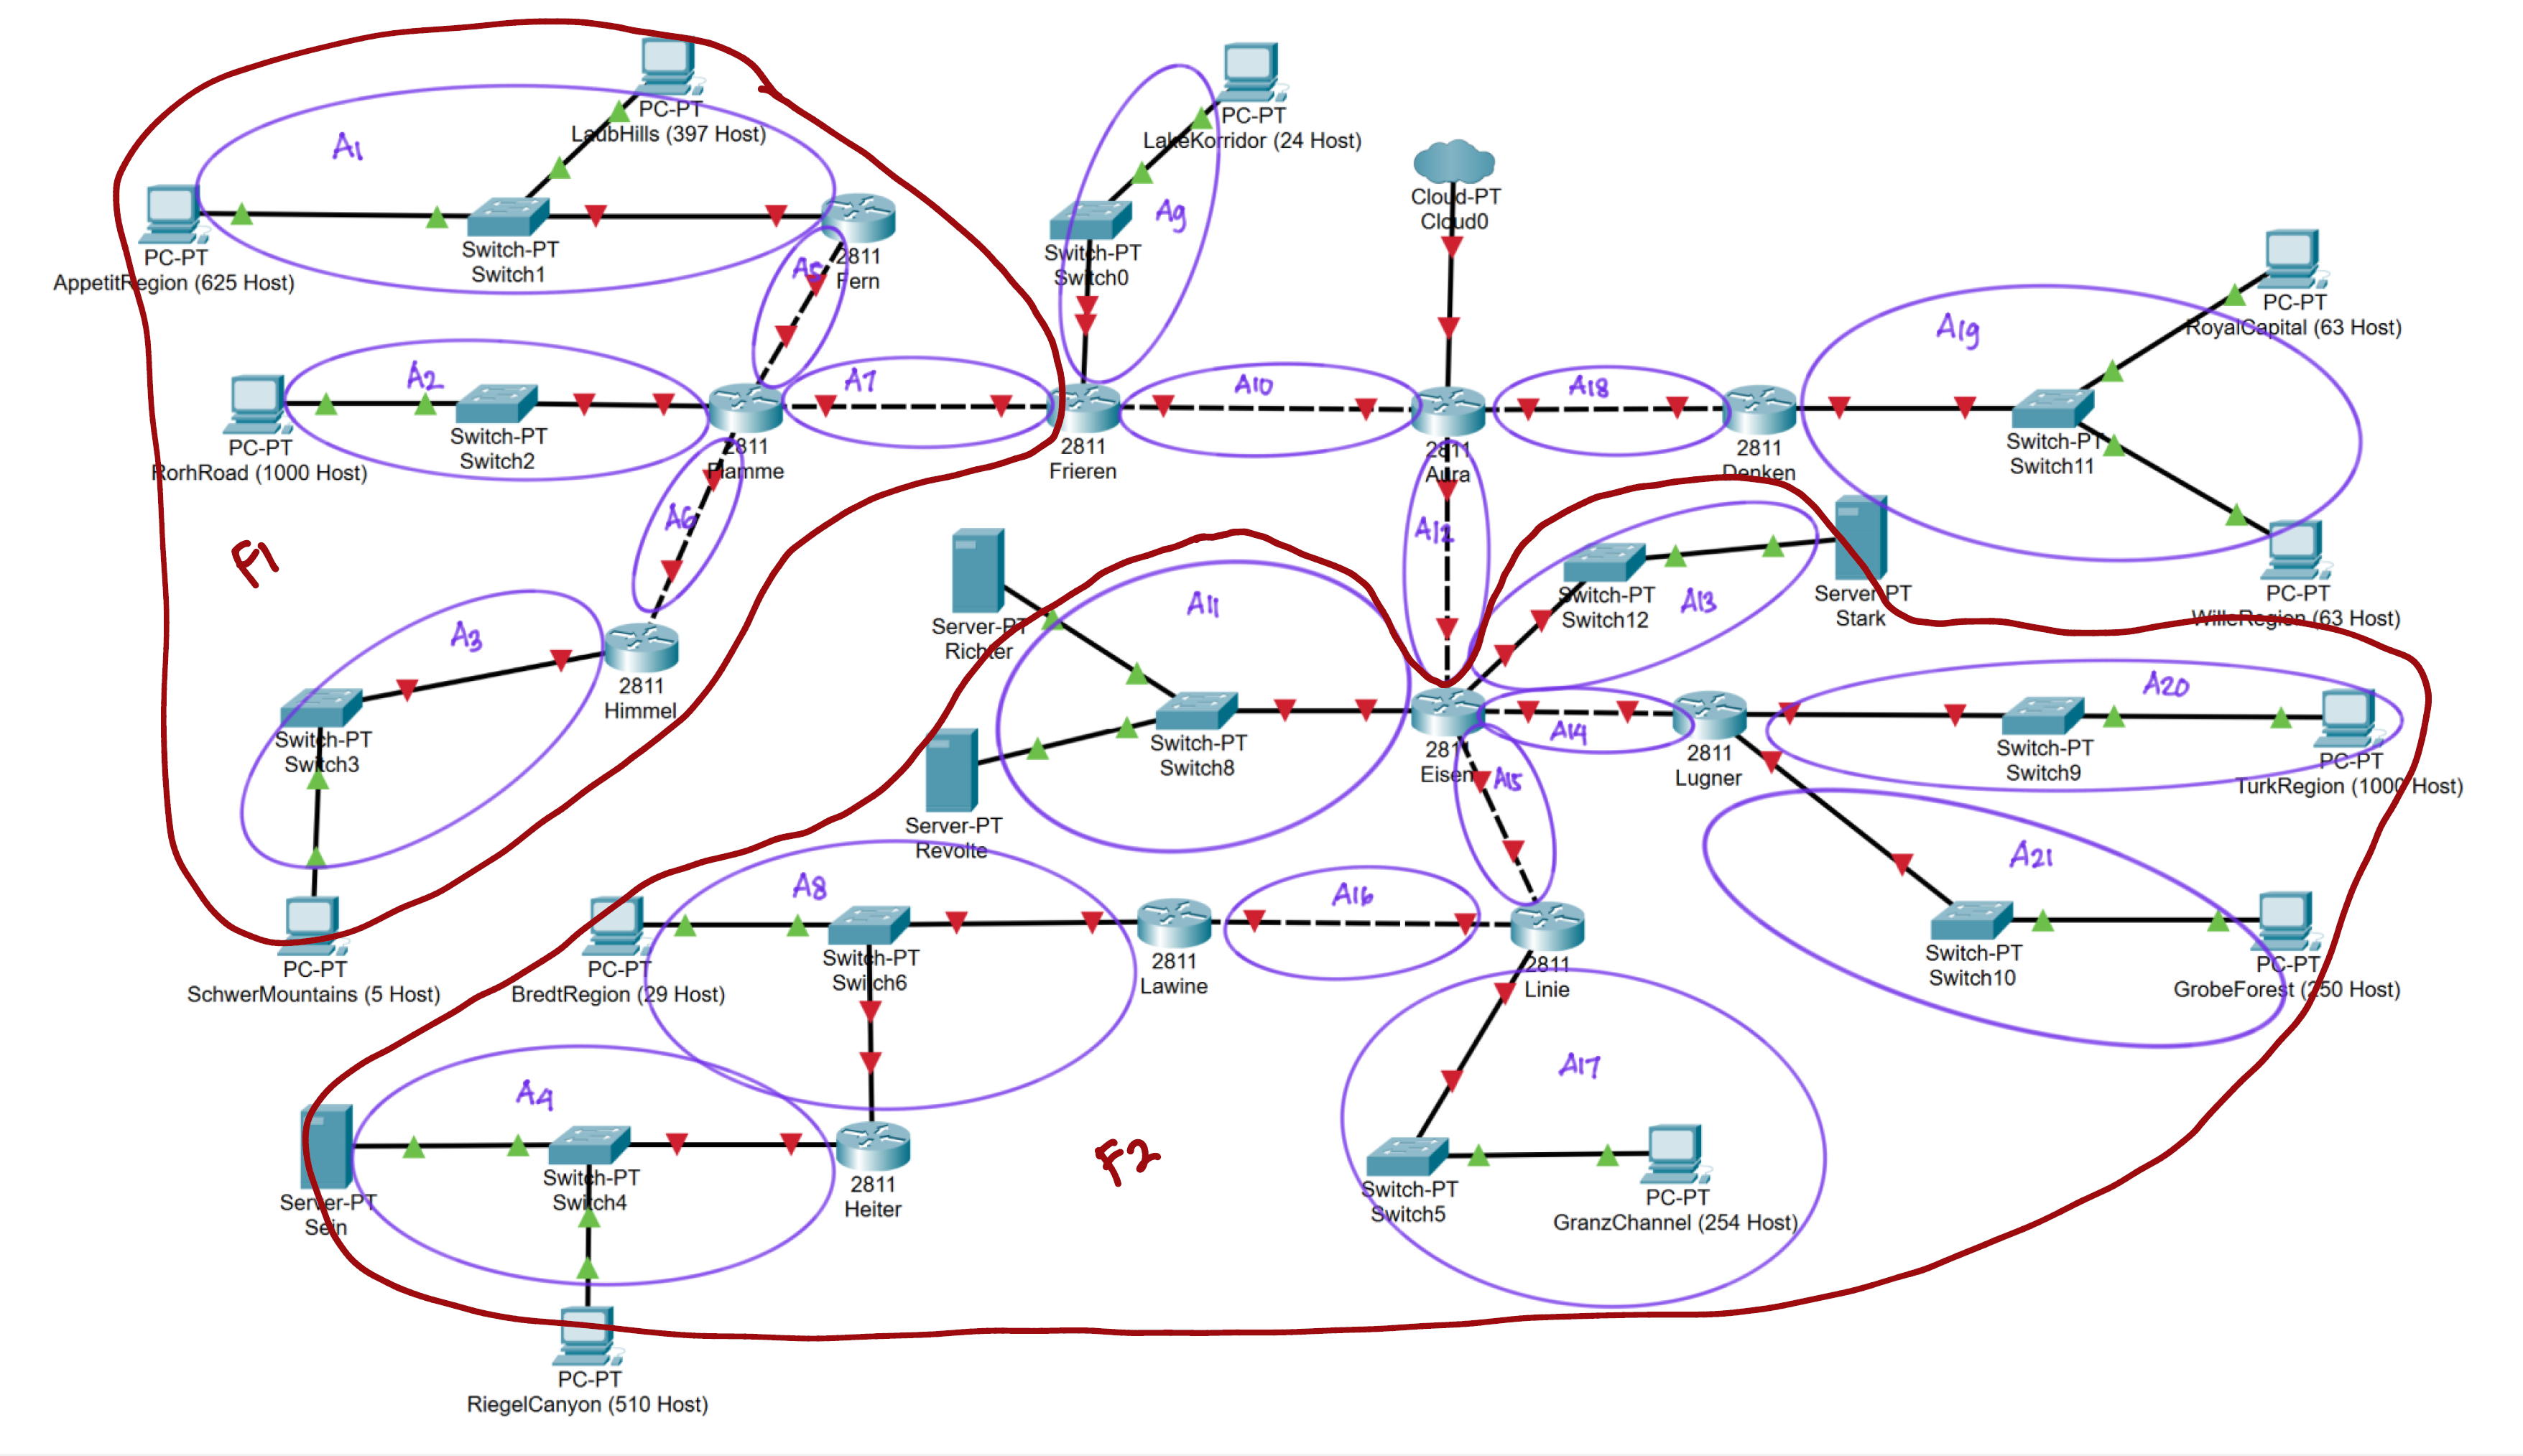 PC-PT
LaubHills (397 Host)
A1
PC-PT
AppetitRegion (625 Host)
Switch-PT
Switch1
2811
Fern
A5
PC-PT
LakeKorridor (24 Host)
A9
Switch-PT
Switch0
Cloud-PT
Cloud0
A19
PC-PT
RoyalCapital (63 Host)
A2
PC-PT
RorhRoad (1000 Host)
Switch-PT
Switch2
2811
Flamme
A7
2811
Frieren
A10
2811
Aura
A18
2811
Denken
Switch-PT
Switch11
PC-PT
WilleRegion (63 Host)
A6
F1
A12
A3
2811
Himmel
Switch-PT
Switch3
PC-PT
SchwerMountains (5 Host)
Server-PT
Richter
A11
Switch-PT
Switch8
Server-PT
Revolte
Switch-PT
Switch12
A13
Server-PT
Stark
2811
Eisen
A14
2811
Lugner
A20
Switch-PT
Switch9
PC-PT
TurkRegion (1000 Host)
A15
A21
Switch-PT
Switch10
PC-PT
GrobeForest (250 Host)
A8
PC-PT
BredtRegion (29 Host)
Switch-PT
Switch6
2811
Lawine
A16
2811
Linie
A17
Switch-PT
Switch5
PC-PT
GranzChannel (254 Host)
A4
Server-PT
Sein
Switch-PT
Switch4
2811
Heiter
F2
PC-PT
RiegelCanyon (510 Host)